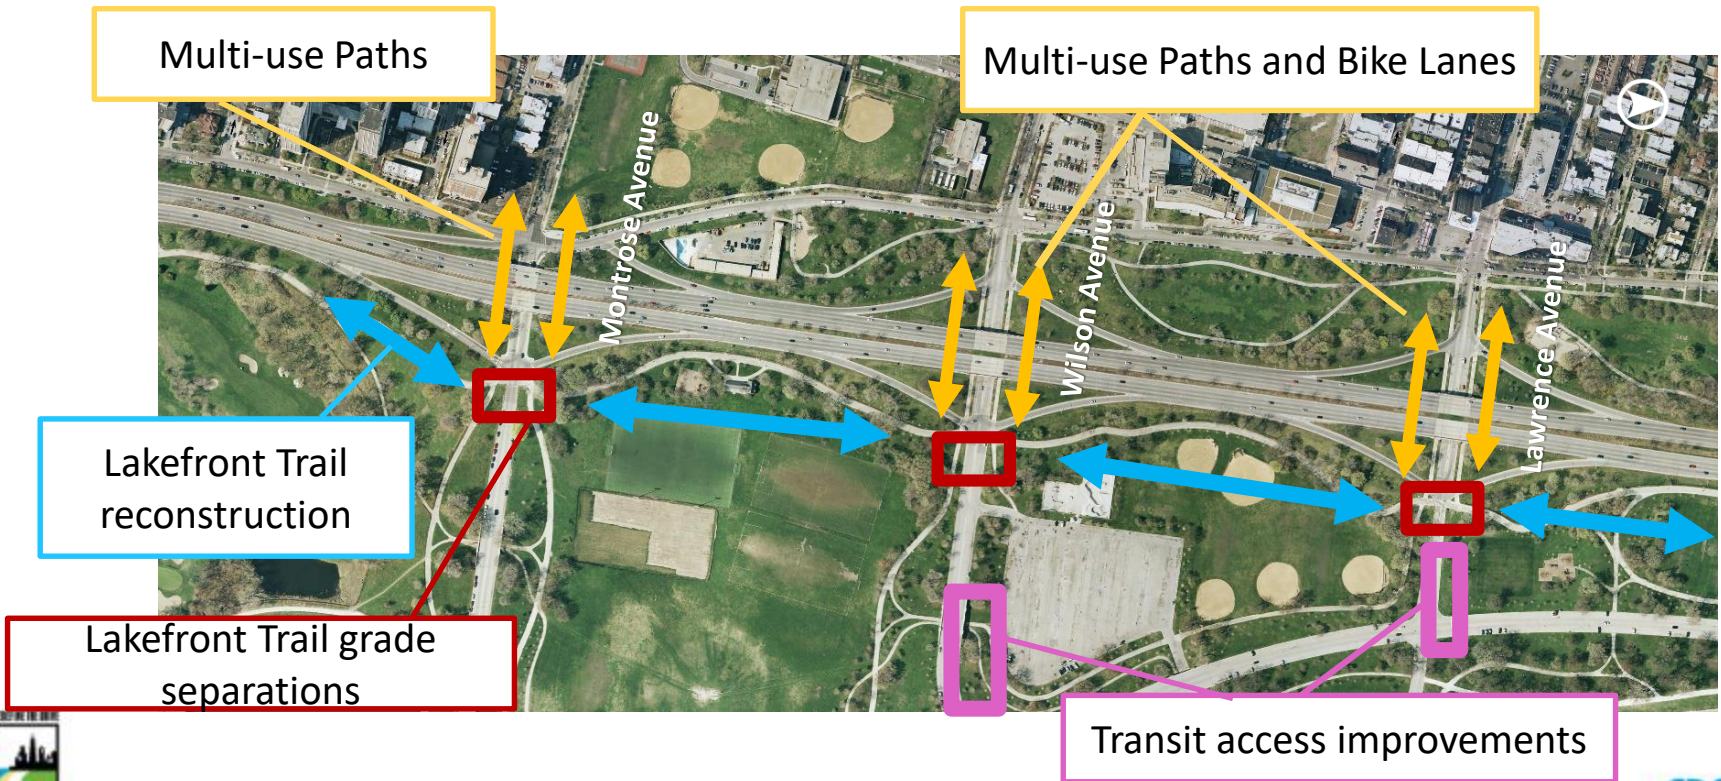 Multi-use Paths
Multi-use Paths and Bike Lanes
Montrose Avenue
Wilson Avenue
Lawrence Avenue
Lakefront Trail
reconstruction
Lakefront Trail grade
separations
Transit access improvements